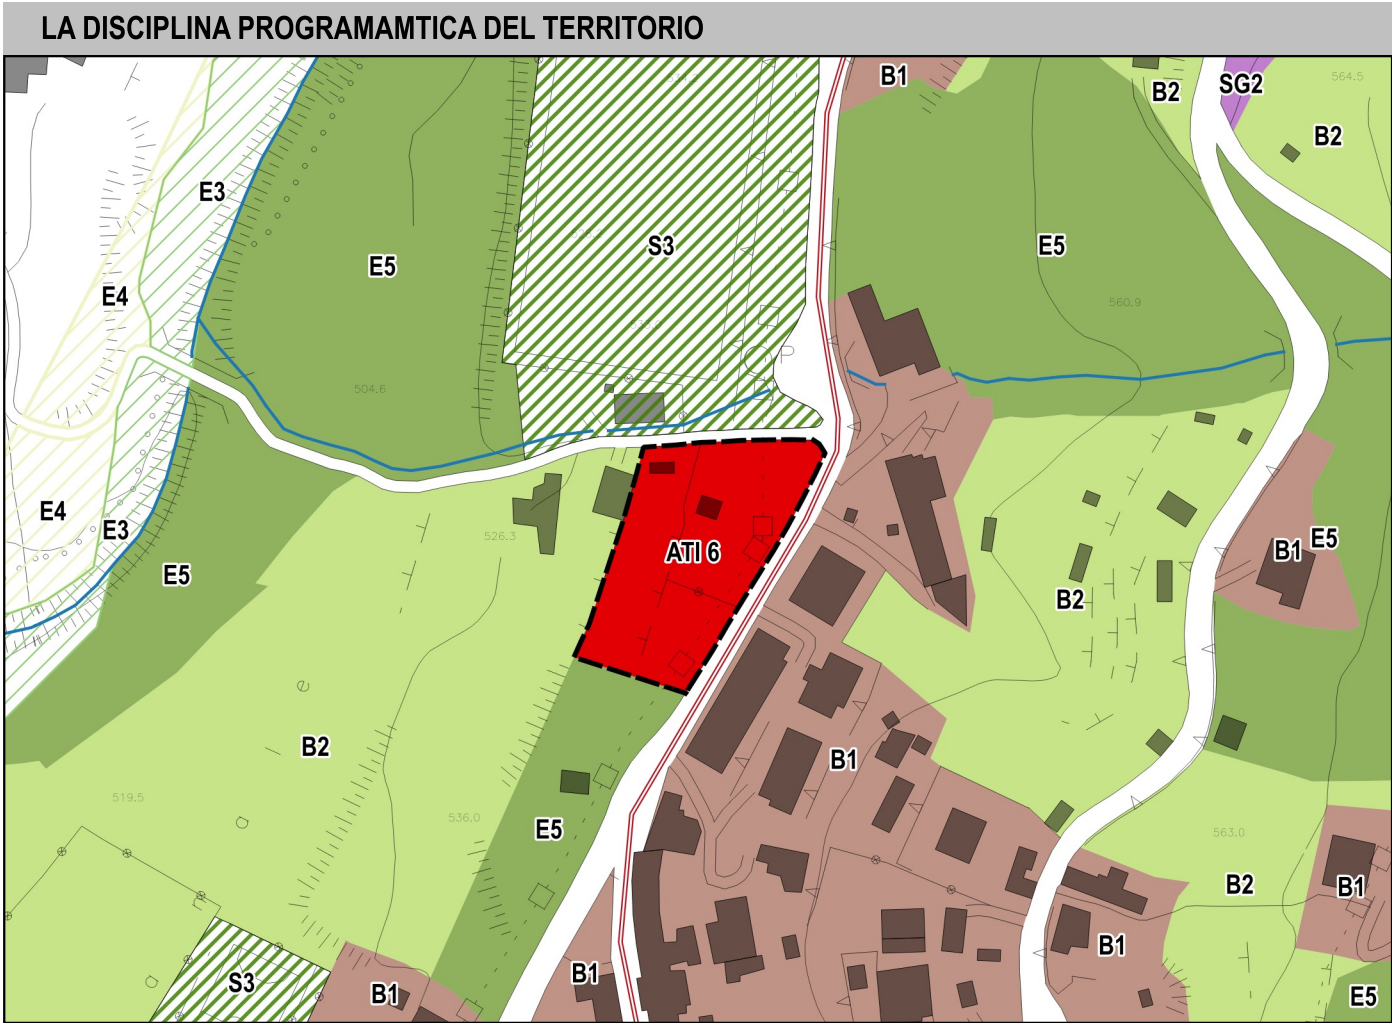 LA DISCIPLINA PROGRAMAMTICA DEL TERRITORIO
B1
B2
SG2
564.5
B2
E3
E5
S3
E5
E4
560.9
504.6
E4
E3
E5
526.3
ATI 6
B1
E5
B2
B2
B1
519.5
536.0
E5
563.0
B2
B1
S3
B1
B1
B1
E5